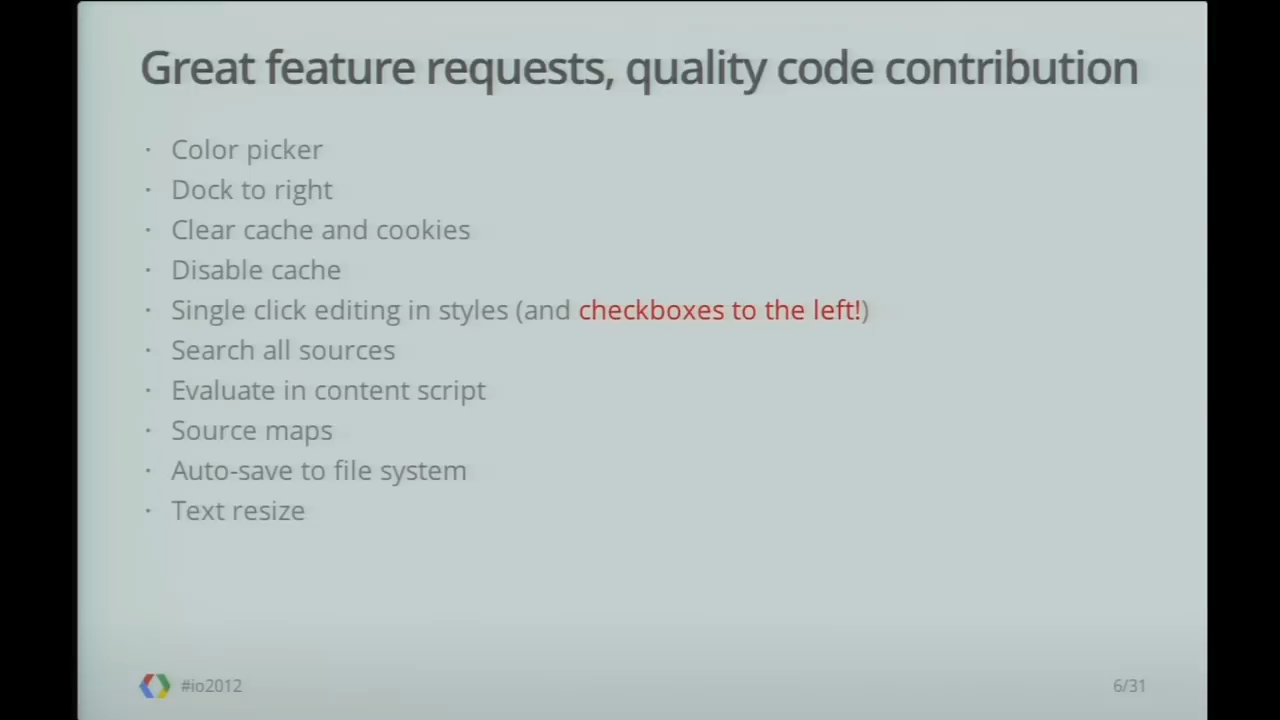 Great feature requests, quality code contribution
· Color picker
· Dock to right
· Clear cache and cookies
· Disable cache
· Single click editing in styles (and checkboxes to the left!)
· Search all sources
· Evaluate in content script
· Source maps
· Auto-save to file system
· Text resize
#io2012
6/31